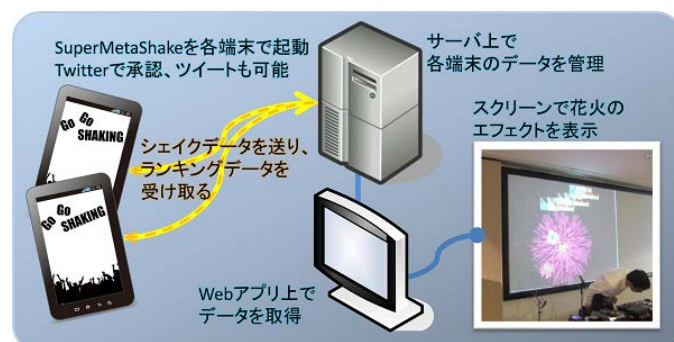 SuperMetaShakeを各端末で起動
Twitterで承認、ツイートも可能
サーバ上で
各端末のデータを管理
スクリーンで花火の
エフェクトを表示
GO
GO
SHAKING
シェイクデータを送り、
ランキングデータを
受け取る
GO
GO
SHAKING
Webアプリ上で
データを取得